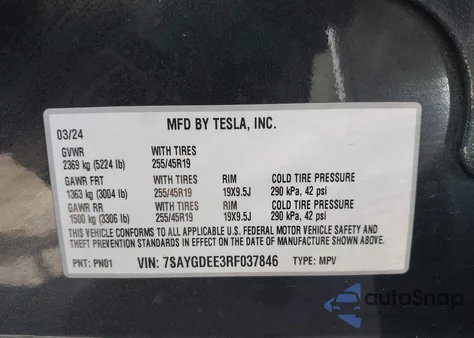 MFD BY TESLA, INC.
03/24
GVWR WITH TIRES
2369 kg (5224 lb) 255/45R19
GAWR FRT WITH TIRES RIM COLD TIRE PRESSURE
1363 kg (3004 lb) 255/45R19 19X9.5J 290 kPa, 42 psi
GAWR RR WITH TIRES RIM COLD TIRE PRESSURE
1500 kg (3306 lb) 255/45R19 19X9.5J 290 kPa, 42 psi
THIS VEHICLE CONFORMS TO ALL APPLICABLE U.S. FEDERAL MOTOR VEHICLE SAFETY AND
THEFT PREVENTION STANDARDS IN EFFECT ON THE DATE OF MANUFACTURE SHOWN ABOVE.
PNT: PN01 VIN: 7SAYGDEE3RF037846 TYPE: MPV
autoSnap